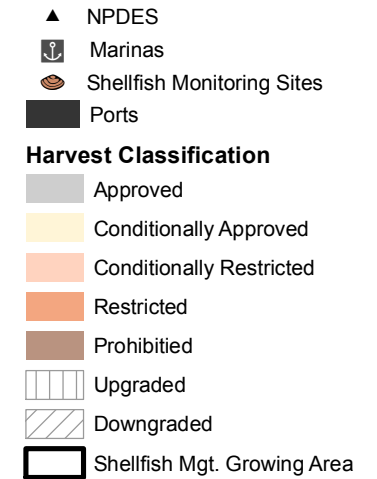 NPDES
Marinas
Shellfish Monitoring Sites
Ports
Harvest Classification
Approved
Conditionally Approved
Conditionally Restricted
Restricted
Prohibitied
Upgraded
Downgraded
Shellfish Mgt. Growing Area